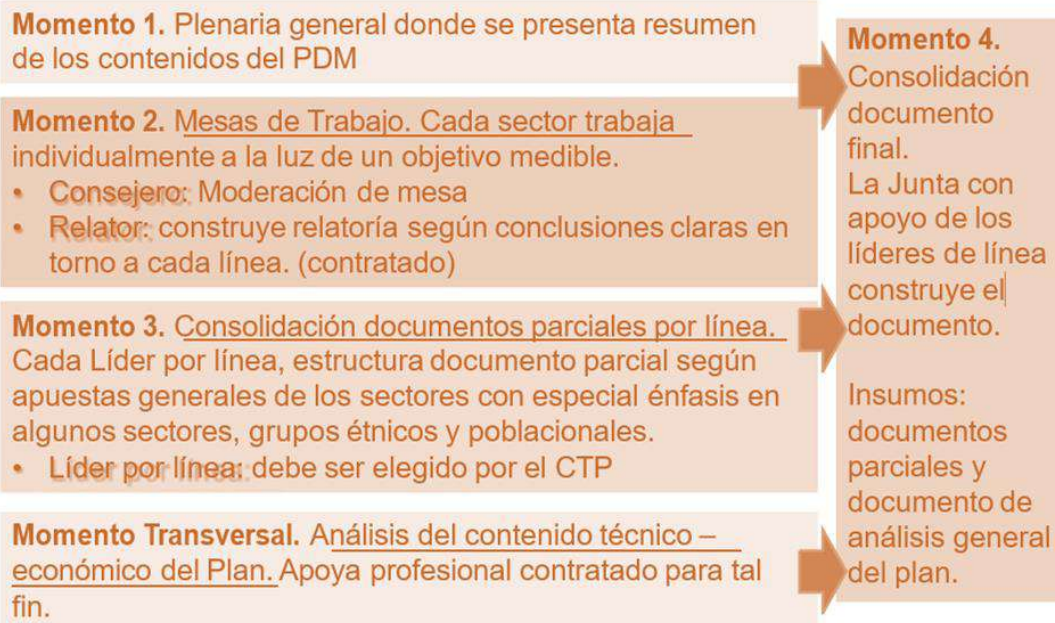 Momento 1. Plenaria general donde se presenta resumen
de los contenidos del PDM
Momento 2. Mesas de Trabajo. Cada sector trabaja
individualmente a la luz de un objetivo medible.
• Consejero: Moderación de mesa
• Relator: construye relatoría según conclusiones claras en
torno a cada línea. (contratado)
Momento 3. Consolidación documentos parciales por línea.
Cada Líder por línea, estructura documento parcial según
apuestas generales de los sectores con especial énfasis en
algunos sectores, grupos étnicos y poblacionales.
• Líder por línea: debe ser elegido por el CTP
Momento Transversal. Análisis del contenido técnico –
económico del Plan. Apoya profesional contratado para tal
fin.
Momento 4.
Consolidación
documento
final.
La Junta con
apoyo de los
líderes de línea
construye el
documento.
Insumos:
documentos
parciales y
documento de
análisis general
del plan.